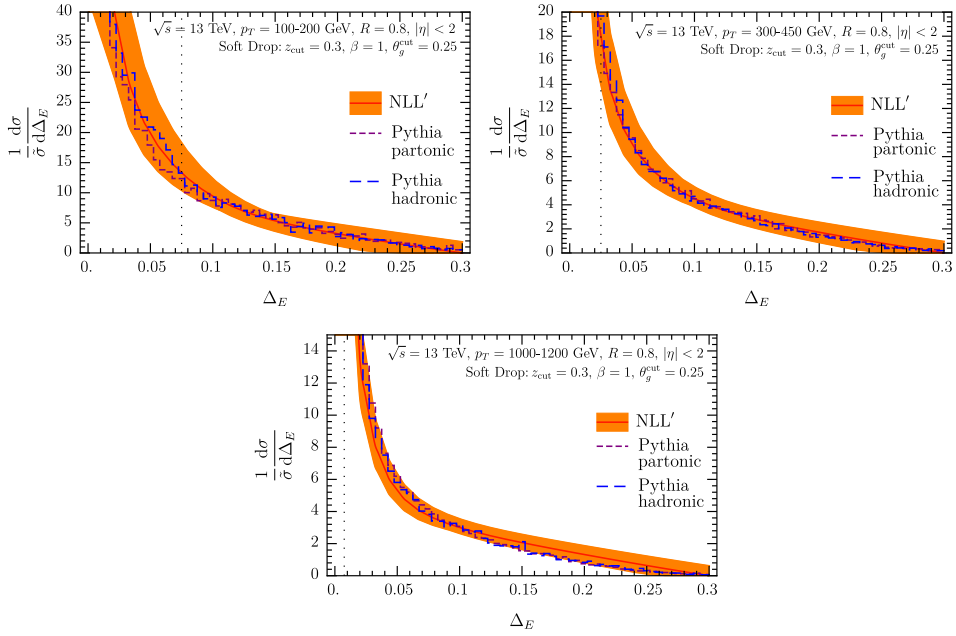 √s = 13 TeV, p_T = 100-200 GeV, R = 0.8, |η| < 2
Soft Drop: z_cut = 0.3, β = 1, θ_g^cut = 0.25
NLL′
Pythia
partonic
Pythia
hadronic
1/σ̃ dσ/dΔ_E
40
35
30
25
20
15
10
5
0
0. 0.05 0.1 0.15 0.2 0.25 0.3
Δ_E
√s = 13 TeV, p_T = 300-450 GeV, R = 0.8, |η| < 2
Soft Drop: z_cut = 0.3, β = 1, θ_g^cut = 0.25
NLL′
Pythia
partonic
Pythia
hadronic
1/σ̃ dσ/dΔ_E
20
18
16
14
12
10
8
6
4
2
0
0. 0.05 0.1 0.15 0.2 0.25 0.3
Δ_E
√s = 13 TeV, p_T = 1000-1200 GeV, R = 0.8, |η| < 2
Soft Drop: z_cut = 0.3, β = 1, θ_g^cut = 0.25
NLL′
Pythia
partonic
Pythia
hadronic
1/σ̃ dσ/dΔ_E
14
12
10
8
6
4
2
0
0. 0.05 0.1 0.15 0.2 0.25 0.3
Δ_E